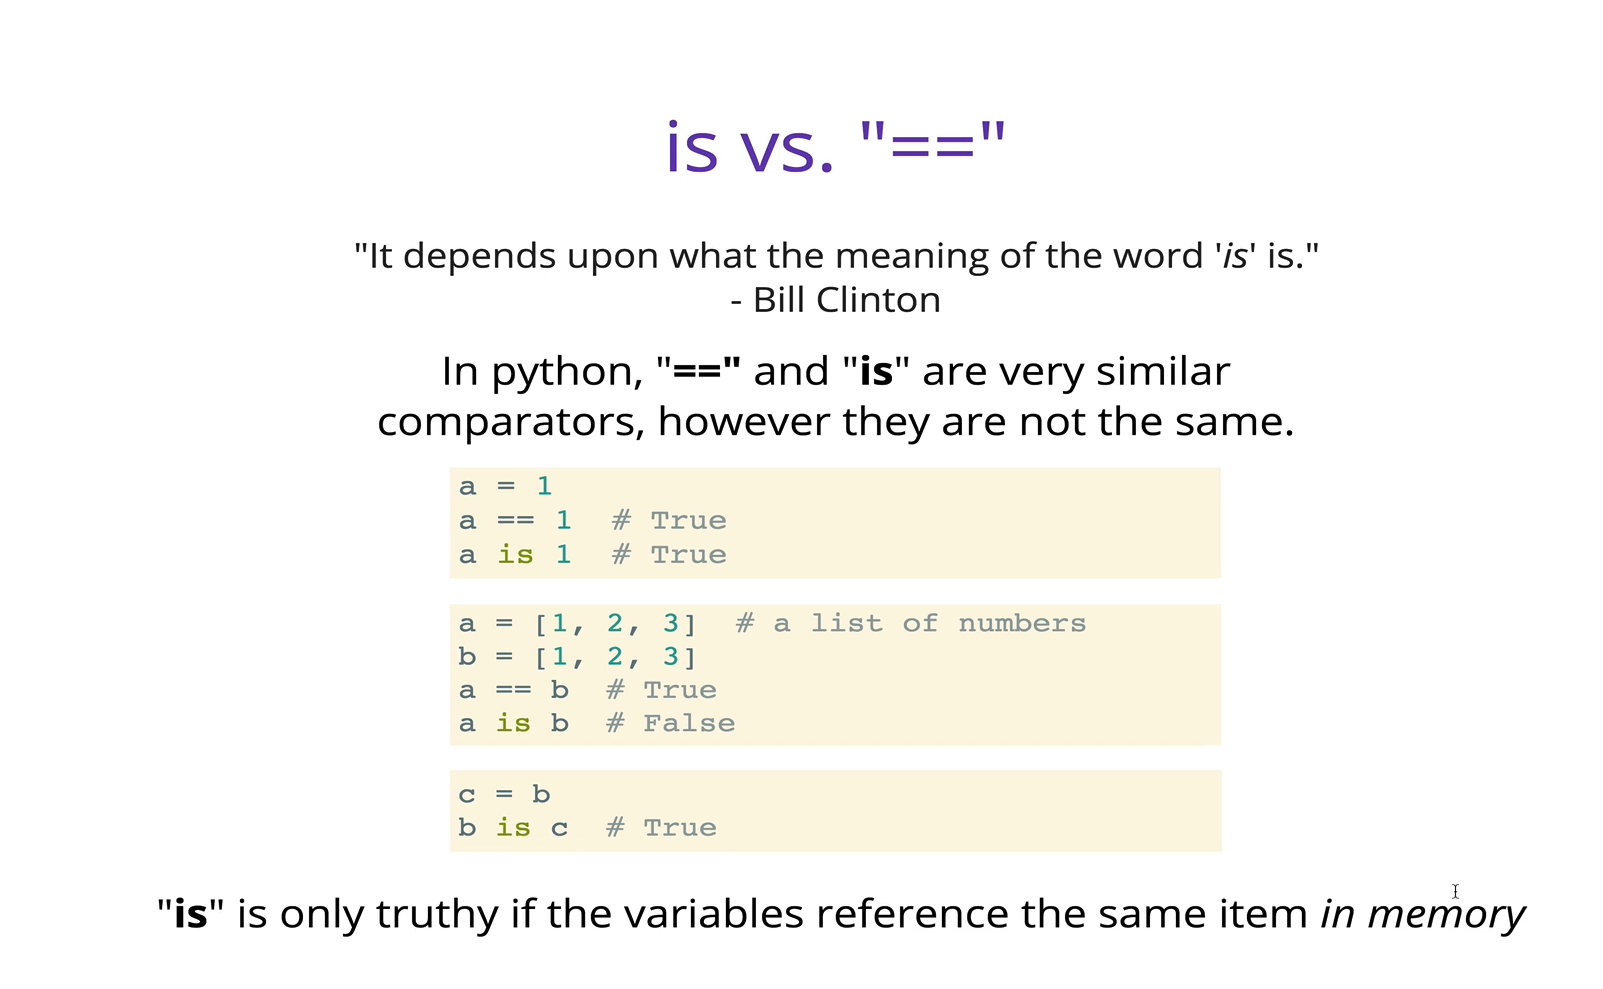 is vs. "=="
"It depends upon what the meaning of the word 'is' is."
- Bill Clinton
In python, "==" and "is" are very similar
comparators, however they are not the same.
a = 1
a == 1  # True
a is 1  # True
a = [1, 2, 3]  # a list of numbers
b = [1, 2, 3]
a == b  # True
a is b  # False
c = b
b is c  # True
"is" is only truthy if the variables reference the same item in memory